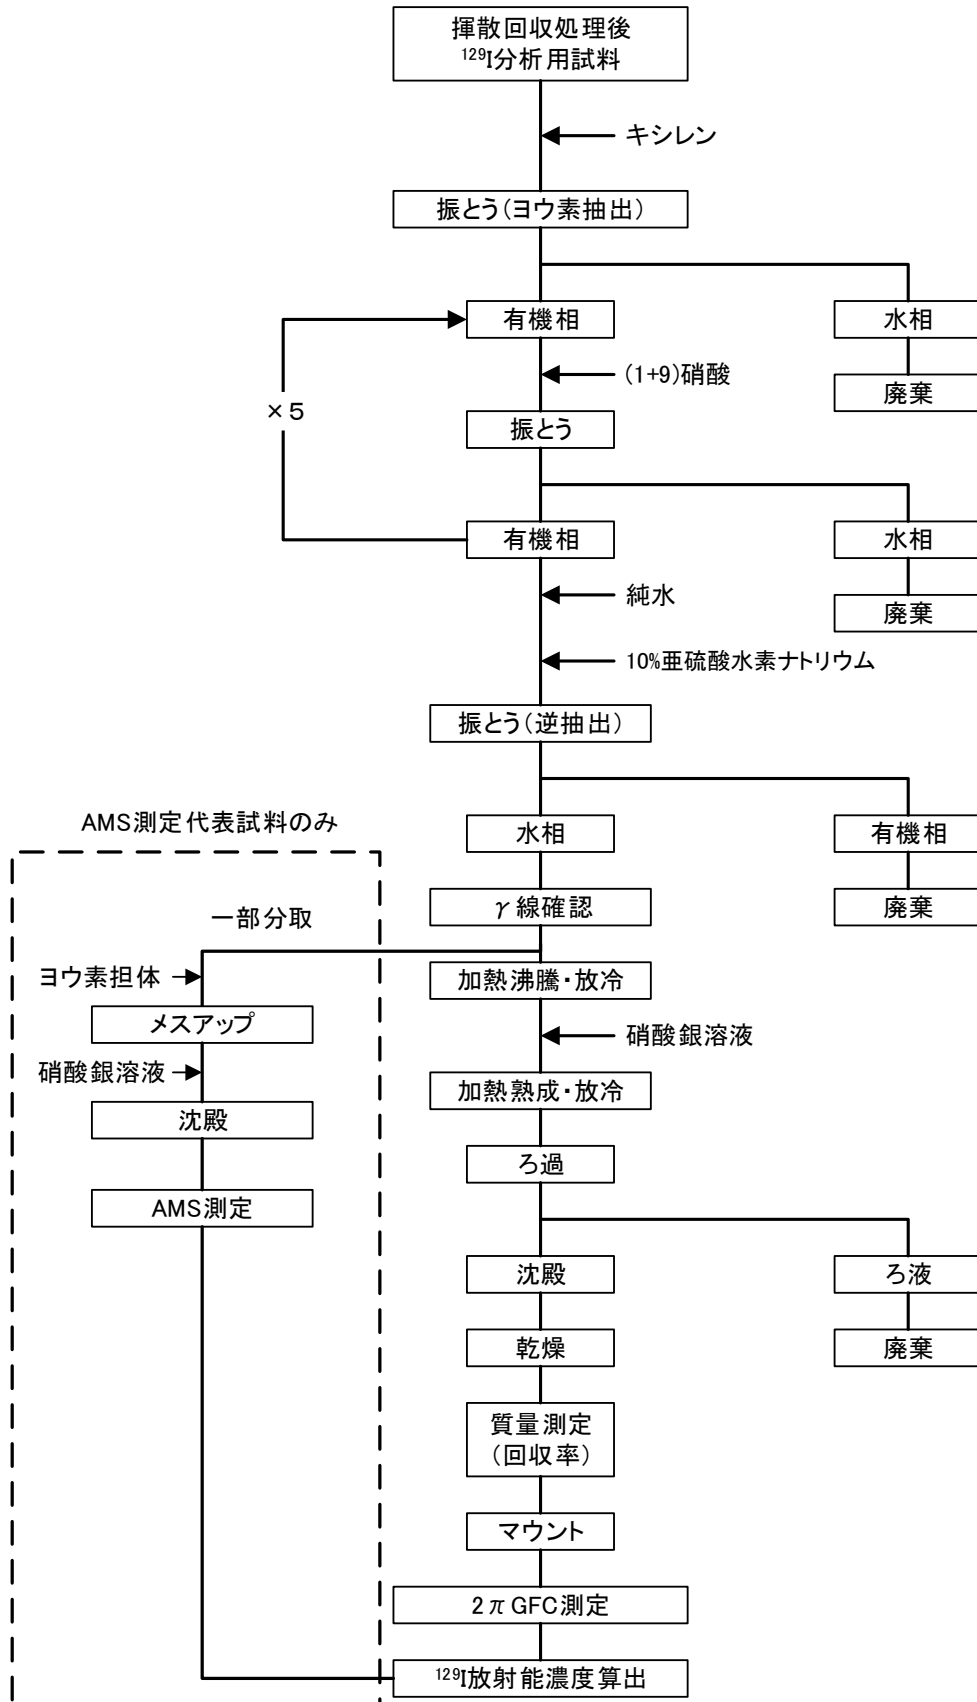 揮散回収処理後
¹²⁹I分析用試料
キシレン
振とう(ヨウ素抽出)
有機相
水相
(1+9)硝酸
廃棄
×5
振とう
有機相
水相
純水
廃棄
10%亜硫酸水素ナトリウム
振とう(逆抽出)
AMS測定代表試料のみ
水相
有機相
γ線確認
廃棄
一部分取
ヨウ素担体
加熱沸騰・放冷
メスアップ
硝酸銀溶液
硝酸銀溶液
加熱熟成・放冷
沈殿
ろ過
AMS測定
沈殿
ろ液
乾燥
廃棄
質量測定
(回収率)
マウント
2πGFC測定
¹²⁹I放射能濃度算出